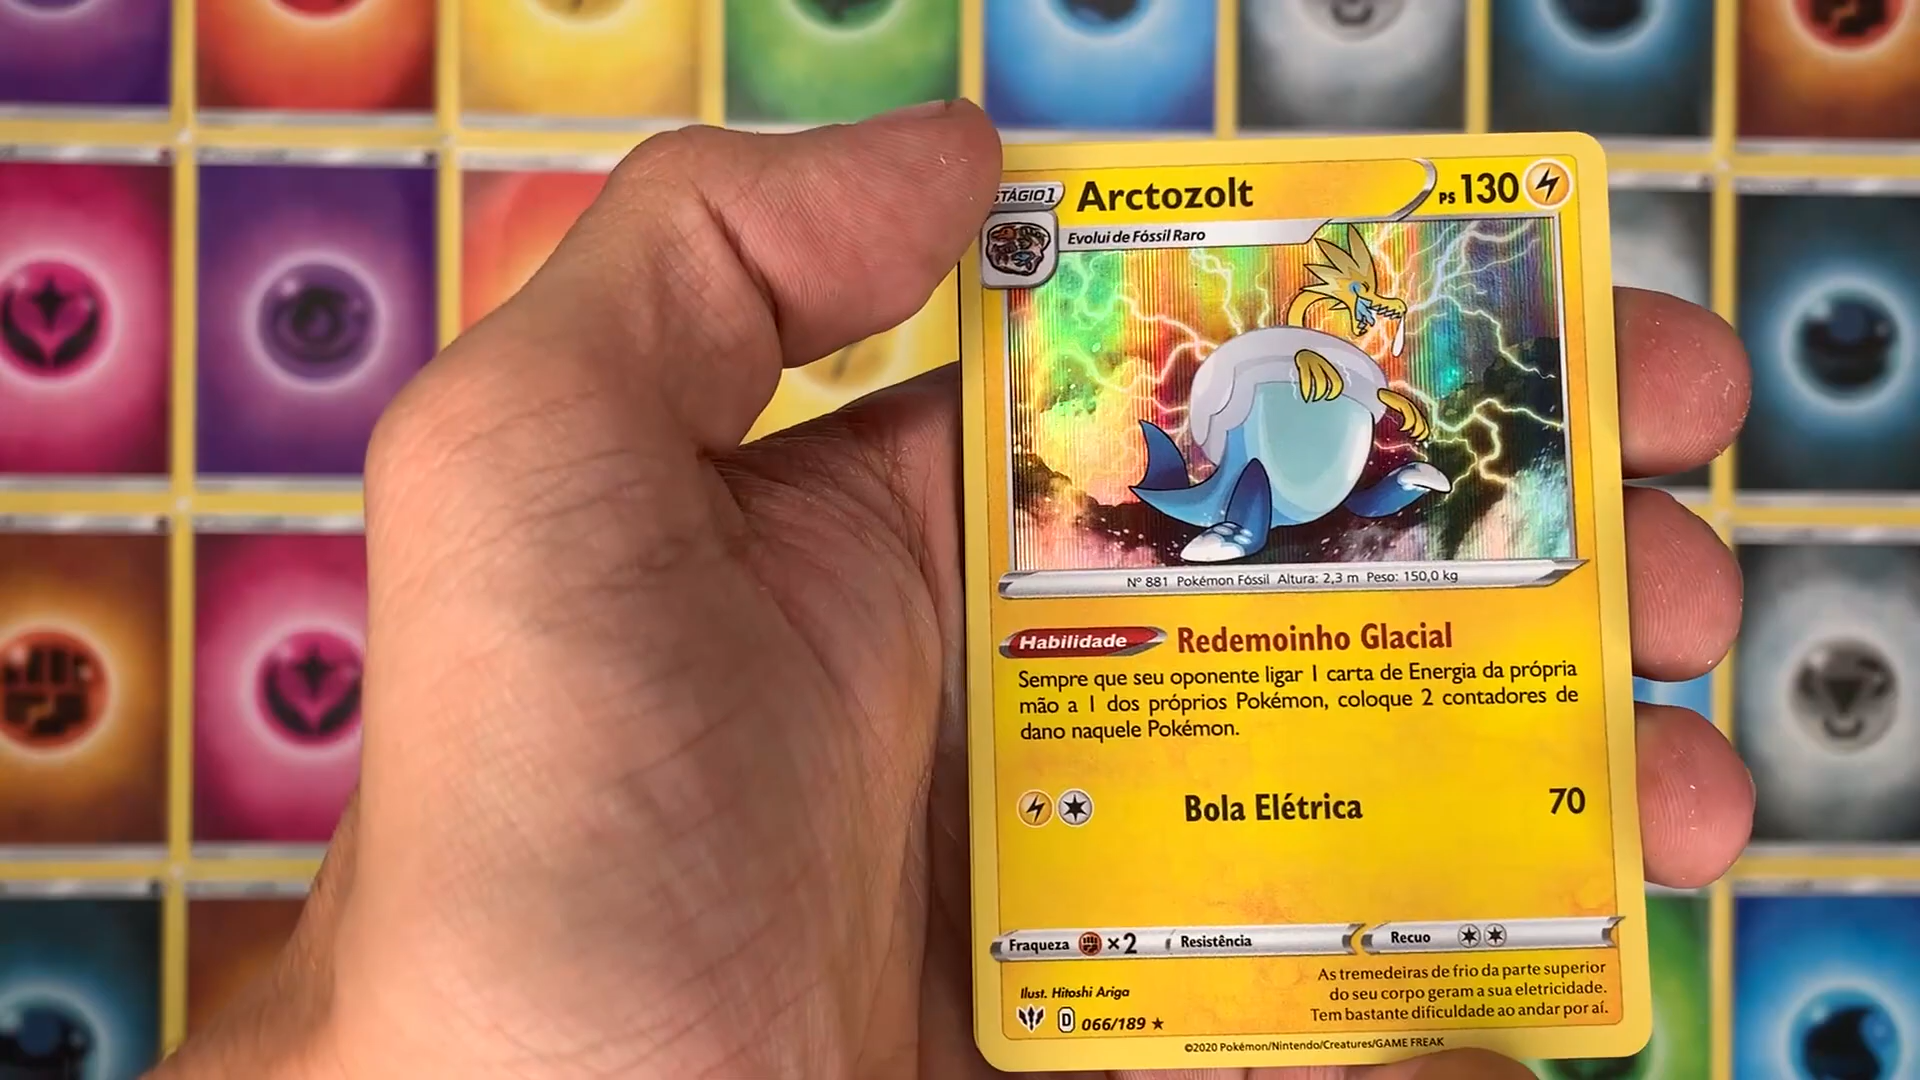 STÁGIO1
Arctozolt
PS 130
Evolui de Fóssil Raro
Nº 881 Pokémon Fóssil Altura: 2,3 m Peso: 150,0 kg
Habilidade Redemoinho Glacial
Sempre que seu oponente ligar 1 carta de Energia da própria
mão a 1 dos próprios Pokémon, coloque 2 contadores de
dano naquele Pokémon.
Bola Elétrica 70
Fraqueza ×2 Resistência Recuo
Ilust. Hitoshi Ariga
As tremedeiras de frio da parte superior
do seu corpo geram a sua eletricidade.
Tem bastante dificuldade ao andar por aí.
D 066/189 ★
©2020 Pokémon/Nintendo/Creatures/GAME FREAK